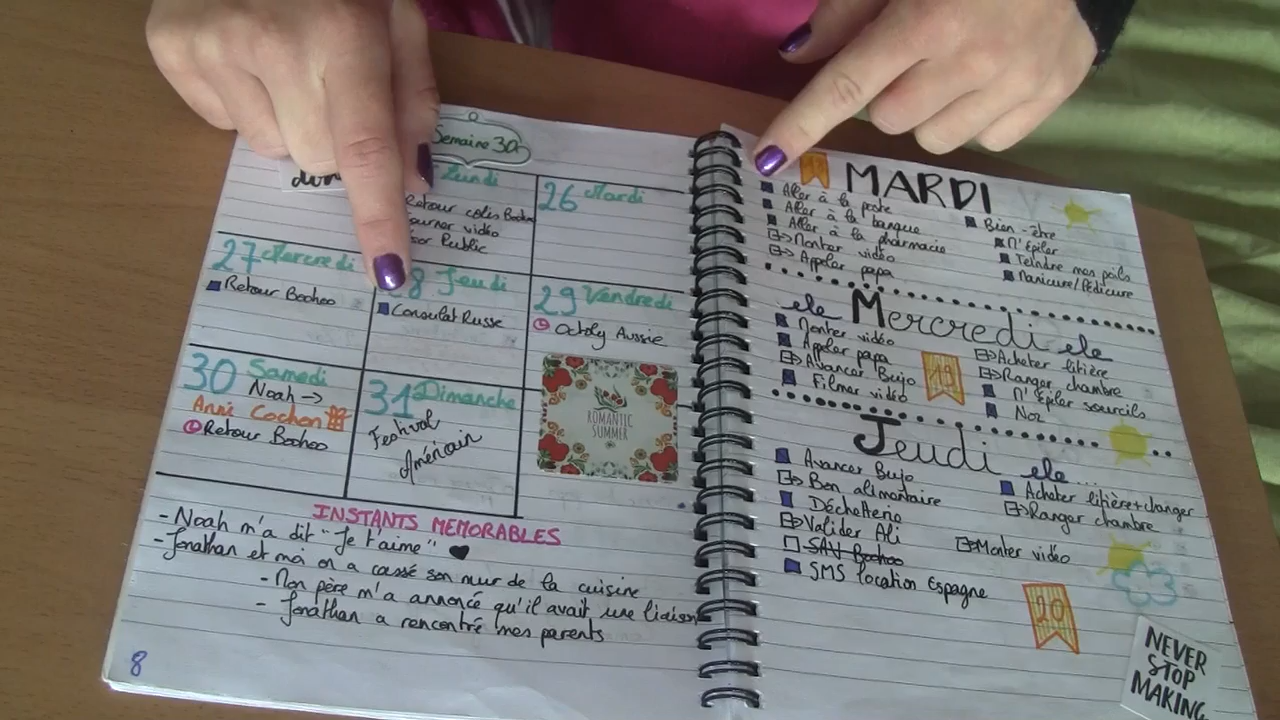 Semaine 30
Lundi
Retour colis Boohoo
26 Mardi
27 Mercredi
Retour Boohoo
8 Jeudi
Consulat Russe
29 Vendredi
Octoly Aussie
30 Samedi
Noah →
Anni Cochon
Retour Boohoo
31 Dimanche
Festival
Américain
ROMANTIC
SUMMER
INSTANTS MEMORABLES
- Noah m'a dit "Je t'aime" ♥
- Jonathan et moi on a cassé son mur de la cuisine
- Mon père m'a annoncé qu'il avait une liaison
- Jonathan a rencontré mes parents
8
MARDI
Aller à la poste
Aller à la banque
Aller à la pharmacie
Monter vidéo
Appeler papa
Bien-être
M'épiler
Teindre mes poils
Manucure/Pédicure
Mercredi
19
Monter vidéo
Appeler papa
Avancer Bujo
Filmer vidéo
Acheter litière
Ranger chambre
M'épiler sourcils
Noz
Jeudi
Avancer Bujo
Bon alimentaire
Déchetterie
Valider Ali
SAV Boohoo
SMS location Espagne
Acheter litière+changer
Ranger chambre
Monter vidéo
20
NEVER
STOP
MAKING